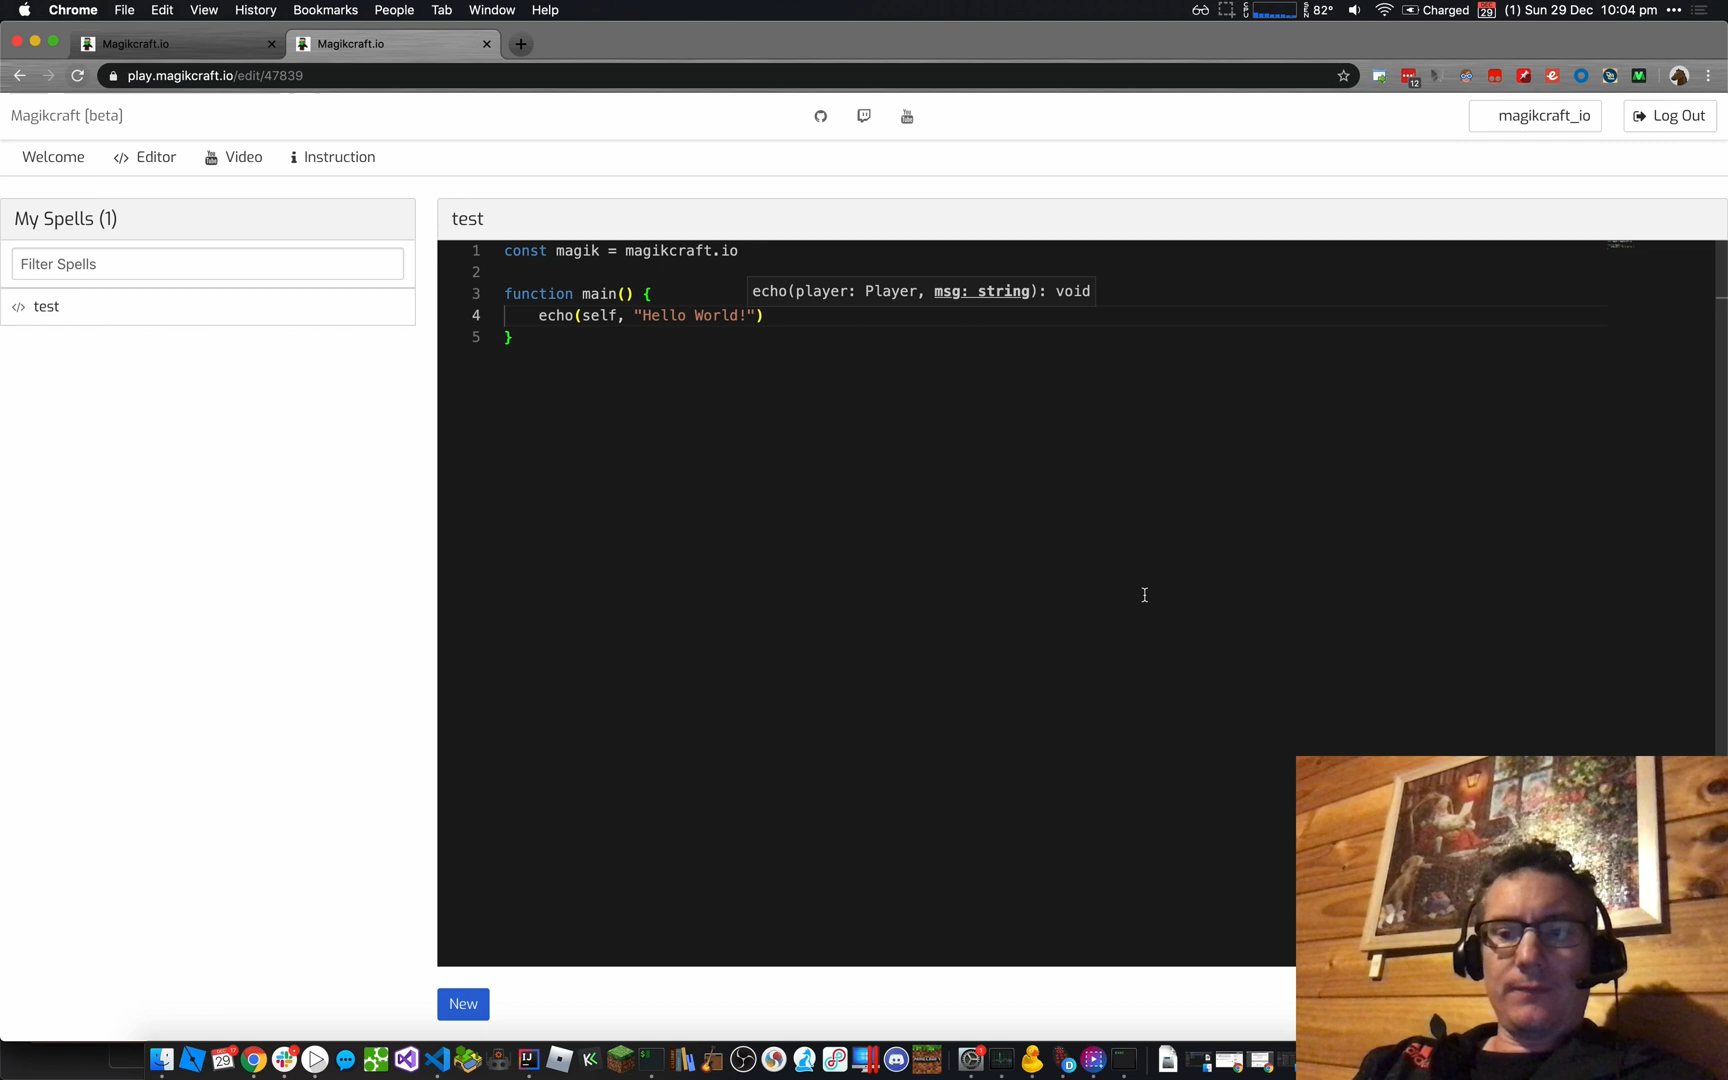 Chrome File Edit View History Bookmarks People Tab Window Help
82° Charged (1) Sun 29 Dec 10:04 pm
Magikcraft.io
Magikcraft.io
play.magikcraft.io/edit/47839
12
Magikcraft [beta]
magikcraft_io
Log Out
Welcome
Editor
Video
Instruction
My Spells (1)
Filter Spells
test
test
1 const magik = magikcraft.io
2
3 function main() {
echo(player: Player, msg: string): void
4 echo(self, "Hello World!")
5 }
New